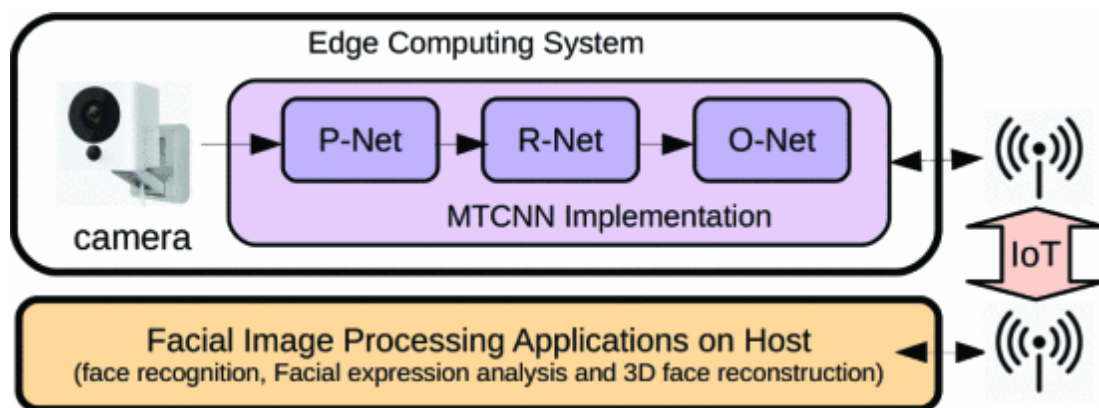 Edge Computing System
P-Net
R-Net
O-Net
MTCNN Implementation
camera
IoT
Facial Image Processing Applications on Host
(face recognition, Facial expression analysis and 3D face reconstruction)